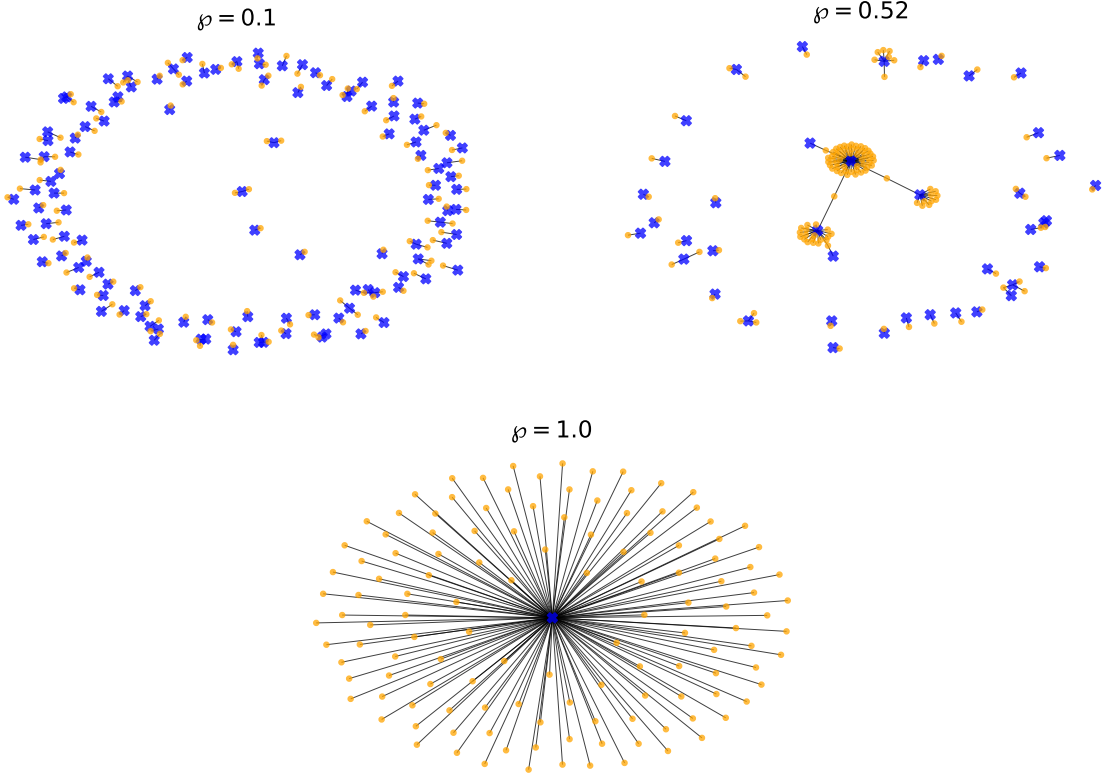 ℘ = 0.1
℘ = 0.52
℘ = 1.0